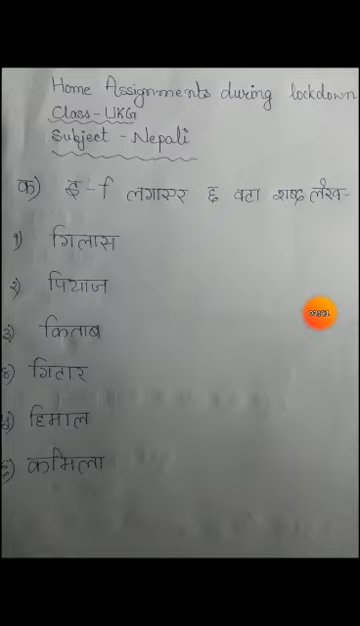 Home Assignments during lockdown
Class - UKG
Subject - Nepali
क) इ - ि लगाएर ६ वटा शब्द लेख -
१) गिलास
२) पियाज
३) किताब
४) गिटार
५) हिमाल
६) कमिला